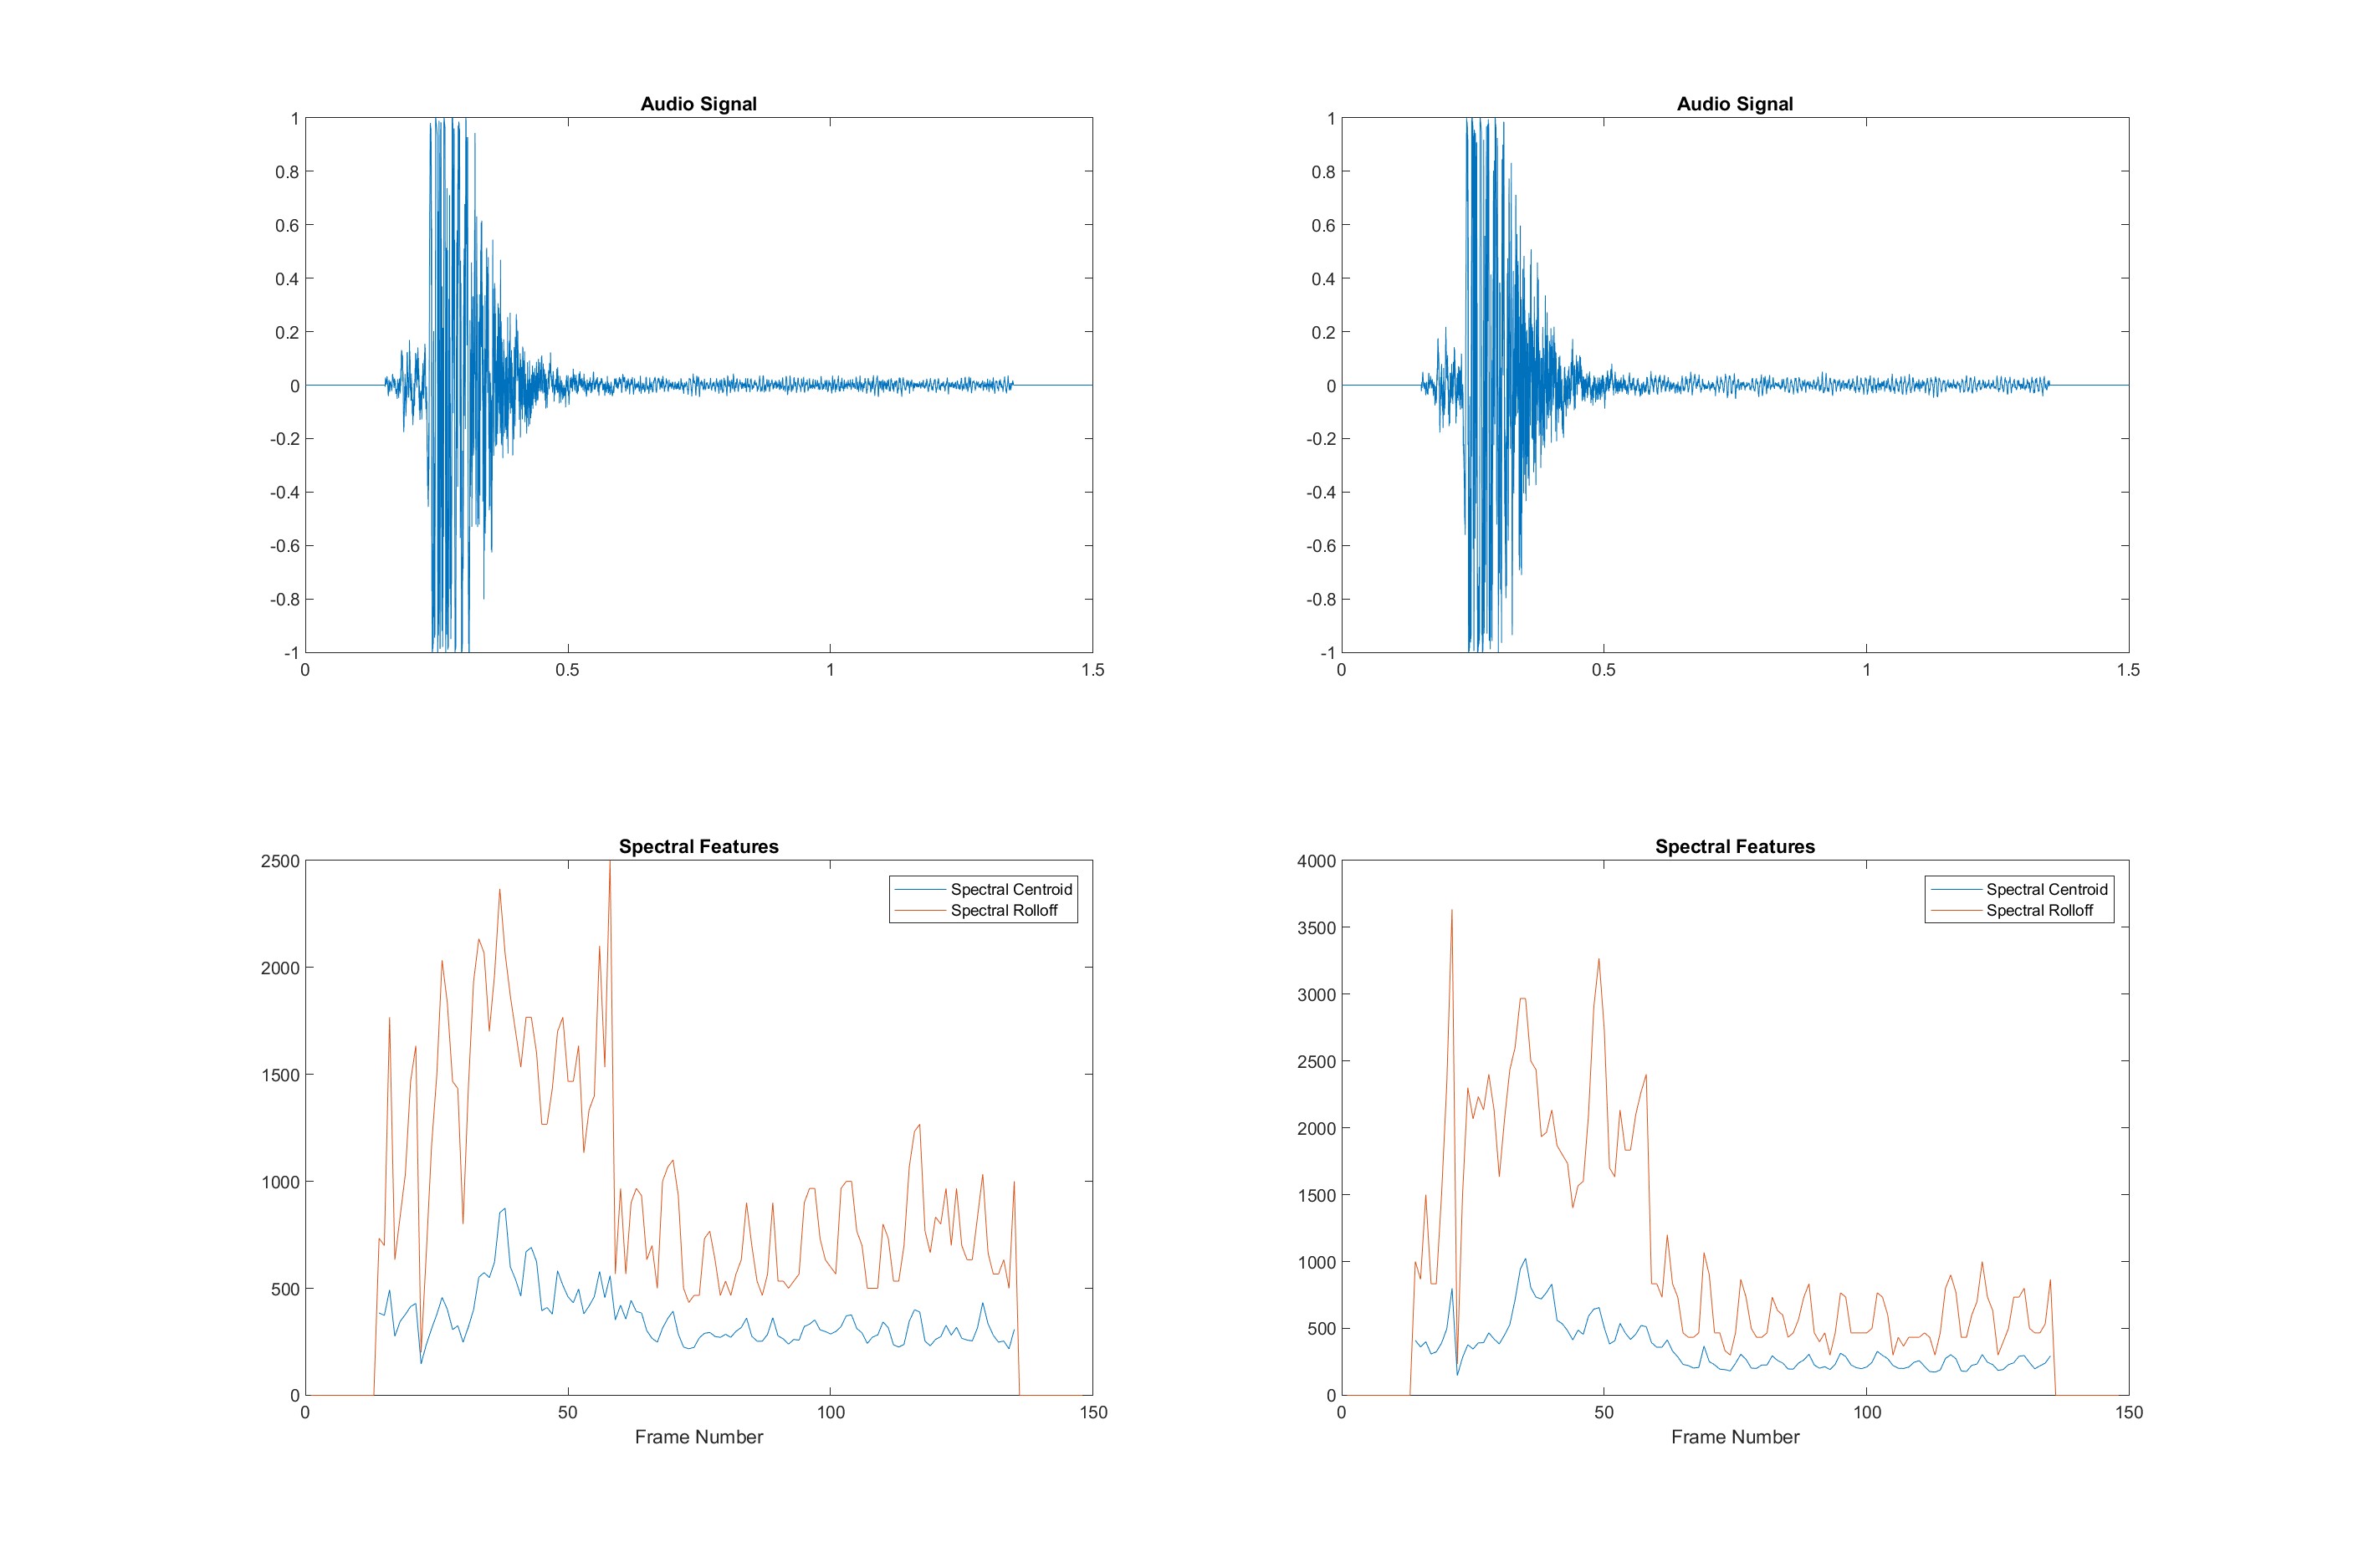 Audio Signal
1
0.8
0.6
0.4
0.2
0
-0.2
-0.4
-0.6
-0.8
-1
0 0.5 1 1.5
Audio Signal
1
0.8
0.6
0.4
0.2
0
-0.2
-0.4
-0.6
-0.8
-1
0 0.5 1 1.5
Spectral Features
2500
2000
1500
1000
500
0
Spectral Centroid
Spectral Rolloff
0 50 100 150
Frame Number
Spectral Features
4000
3500
3000
2500
2000
1500
1000
500
0
Spectral Centroid
Spectral Rolloff
0 50 100 150
Frame Number